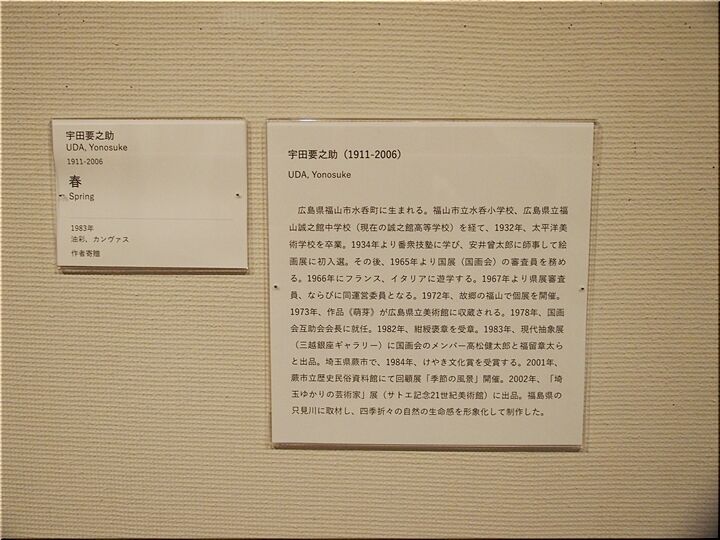 宇田要之助
UDA, Yonosuke
1911-2006
春
Spring
1983年
油彩、カンヴァス
作者寄贈
宇田要之助（1911-2006）
UDA, Yonosuke
広島県福山市水呑町に生まれる。福山市立水呑小学校、広島県立福
山誠之館中学校（現在の誠之館高等学校）を経て、1932年、太平洋美
術学校を卒業。1934年より番衆技塾に学び、安井曾太郎に師事して絵
画展に初入選。その後、1965年より国展（国画会）の審査員を務め
る。1966年にフランス、イタリアに遊学する。1967年より県展審査
員、ならびに同運営委員となる。1972年、故郷の福山で個展を開催。
1973年、作品《萌芽》が広島県立美術館に収蔵される。1978年、国画
会互助会会長に就任。1982年、紺綬褒章を受章。1983年、現代抽象展
（三越銀座ギャラリー）に国画会のメンバー高松健太郎と福留章太ら
と出品。埼玉県蕨市で、1984年、けやき文化賞を受賞する。2001年、
蕨市立歴史民俗資料館にて回顧展「季節の風景」開催。2002年、「埼
玉ゆかりの芸術家」展（サトエ記念21世紀美術館）に出品。福島県の
只見川に取材し、四季折々の自然の生命感を形象化して制作した。